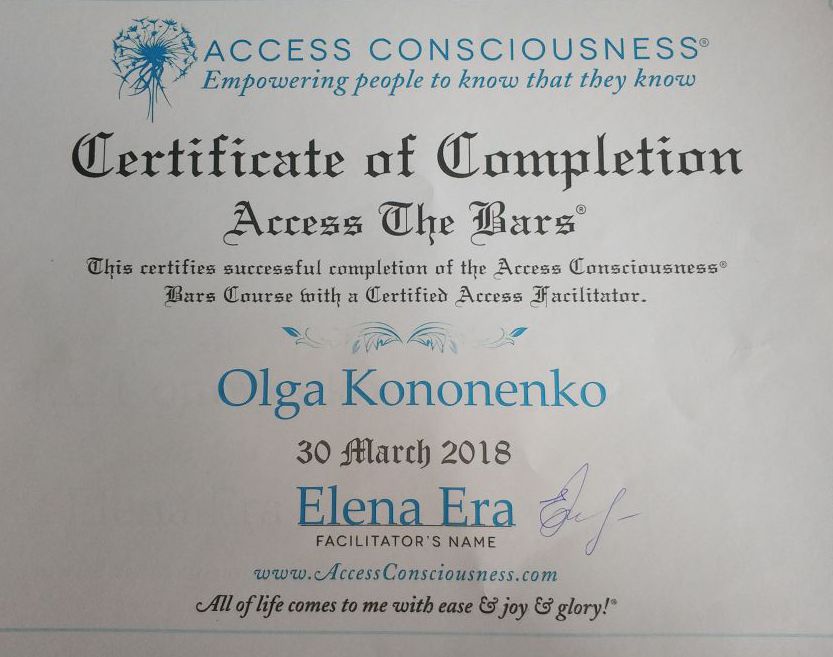 ACCESS CONSCIOUSNESS®
Empowering people to know that they know
Certificate of Completion
Access The Bars®
This certifies successful completion of the Access Consciousness®
Bars Course with a Certified Access Facilitator.
Olga Kononenko
30 March 2018
Elena Era
FACILITATOR'S NAME
www.AccessConsciousness.com
All of life comes to me with ease & joy & glory!®